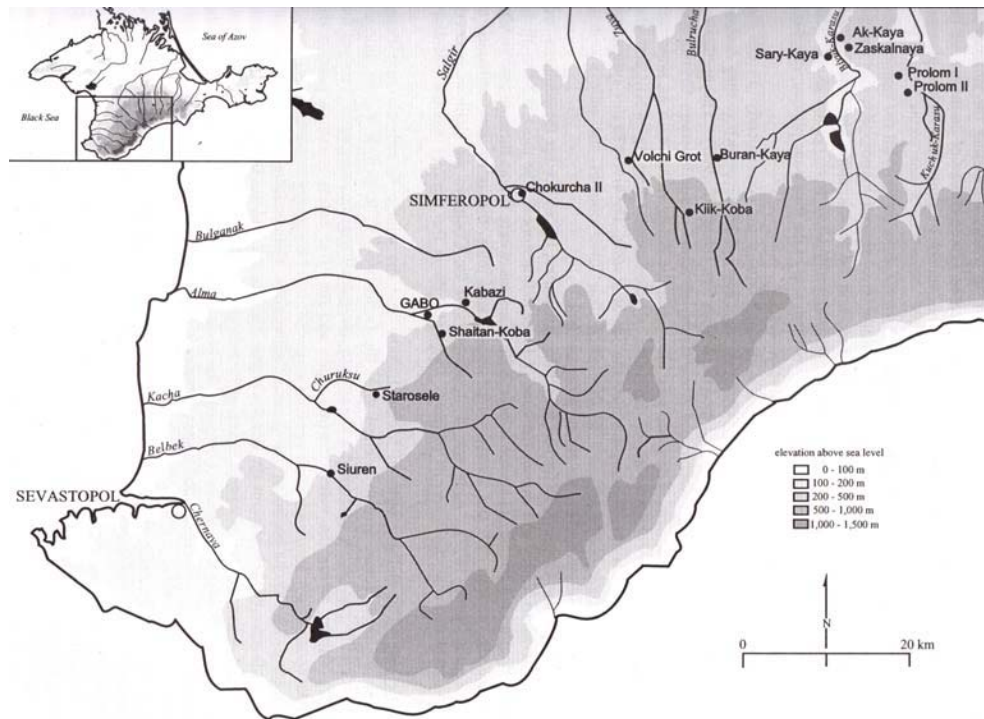 Sea of Azov
Black Sea
Salgir
Zuya
Bulrucha
Ak-Kaya
Zaskalnaya
Sary-Kaya
Prolom I
Prolom II
Kuchuk-Karasu
Volchi Grot
Buran-Kaya
Chokurcha II
SIMFEROPOL
Kiik-Koba
Bulganak
Alma
Kabazi
GABO
Shaitan-Koba
Churuksu
Kacha
Starosele
Belbek
Siuren
SEVASTOPOL
Chernaya
elevation above sea level
0 - 100 m
100 - 200 m
200 - 500 m
500 - 1,000 m
1,000 - 1,500 m
N
0 20 km